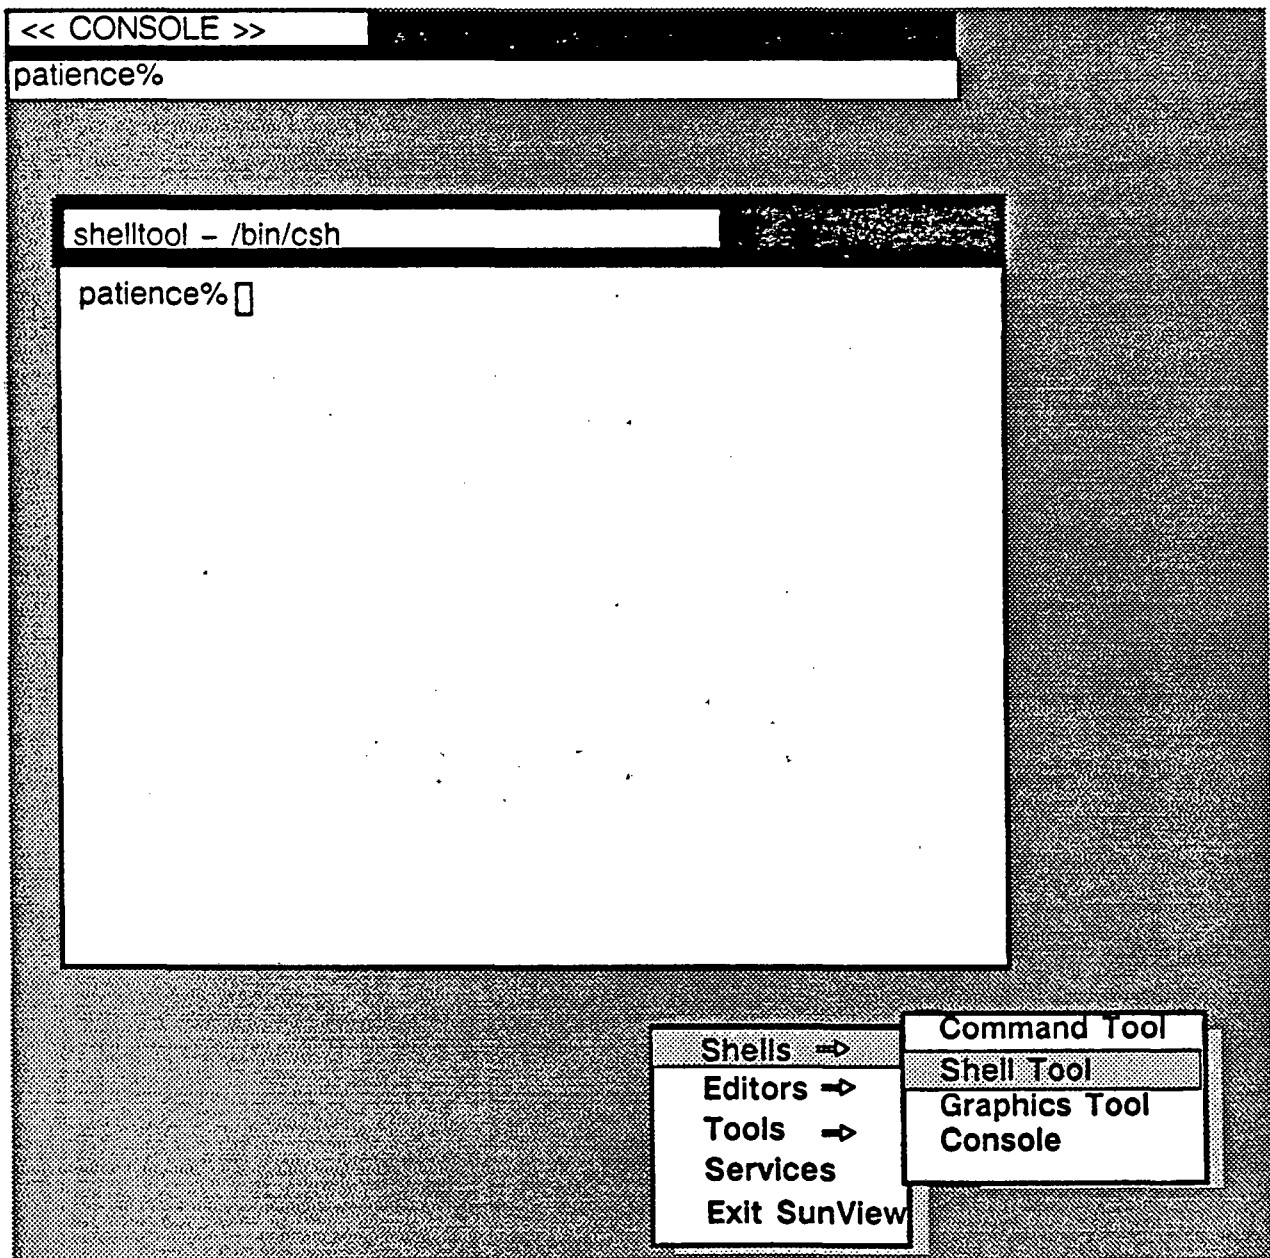 << CONSOLE >>
patience%
shelltool – /bin/csh
patience%
Shells
Editors
Tools
Services
Exit SunView
Command Tool
Shell Tool
Graphics Tool
Console